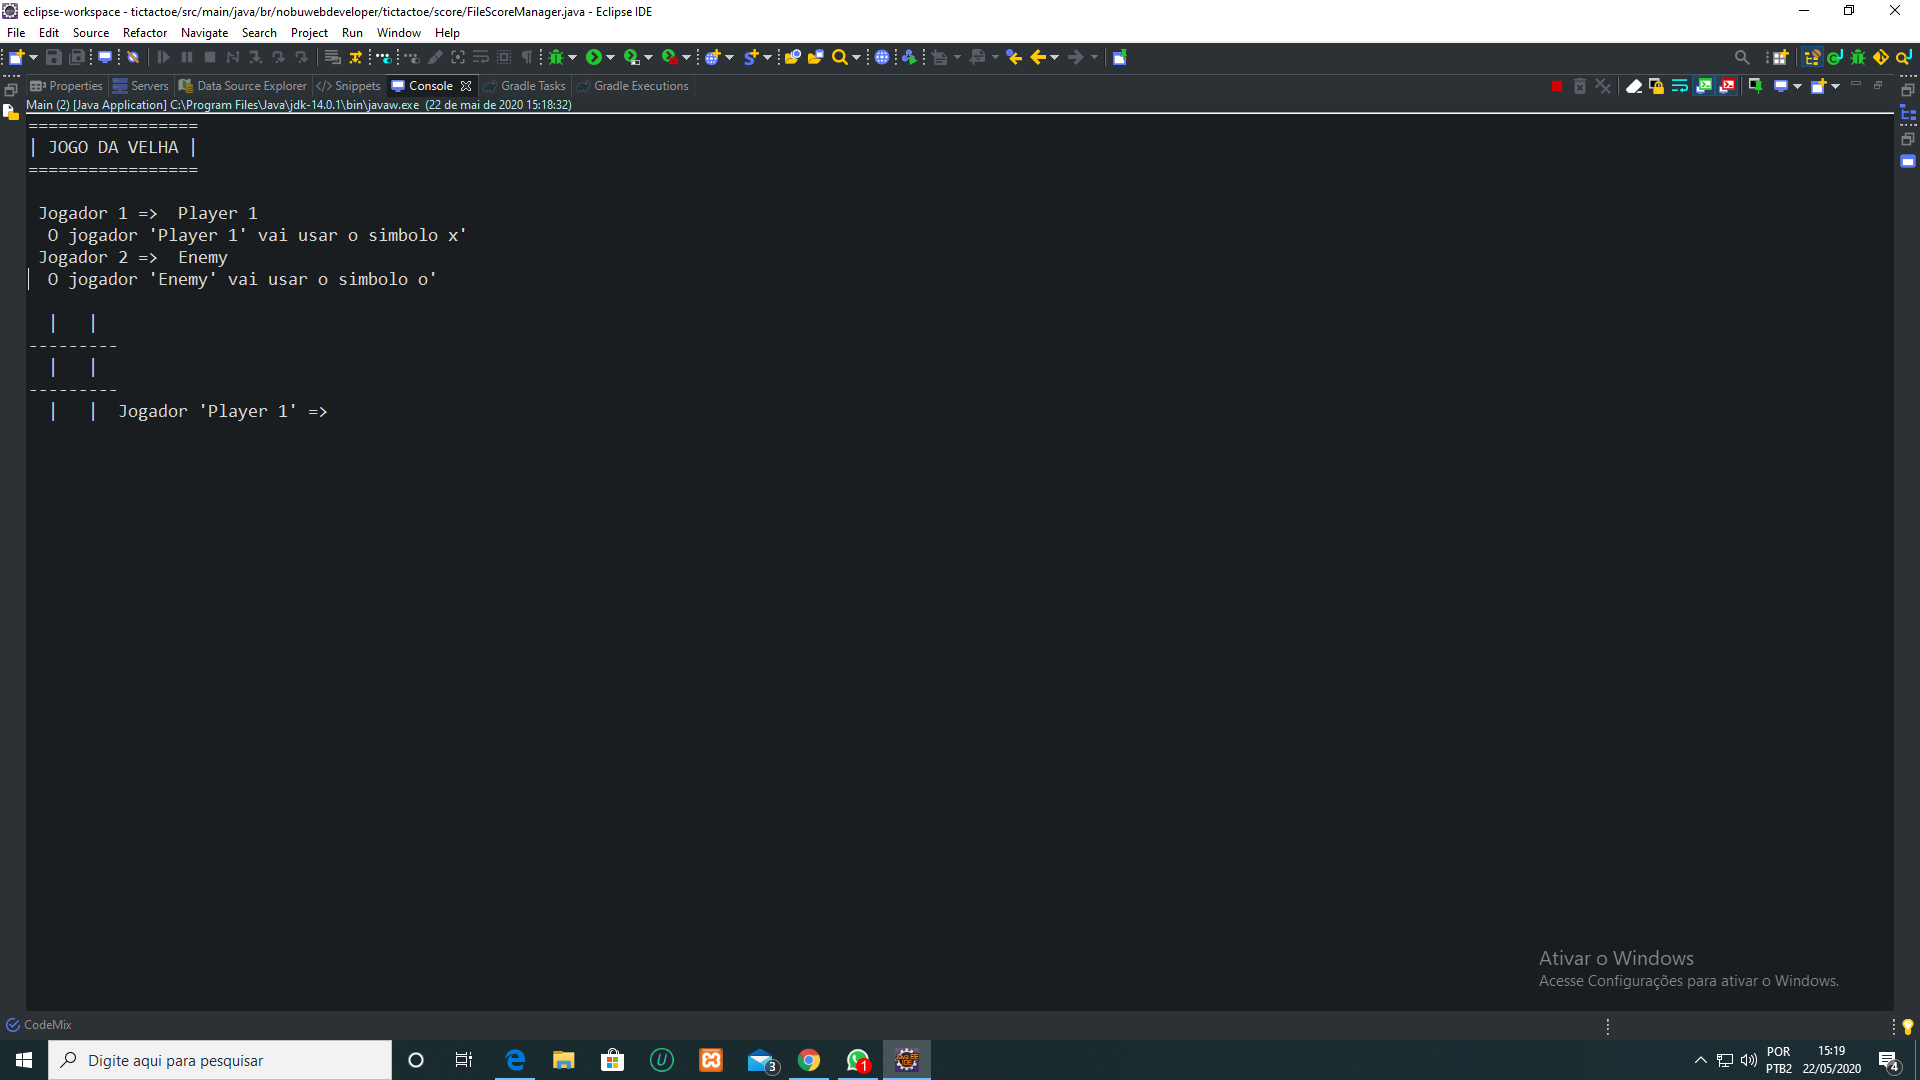 eclipse-workspace - tictactoe/src/main/java/br/nobuwebdeveloper/tictactoe/score/FileScoreManager.java - Eclipse IDE
File Edit Source Refactor Navigate Search Project Run Window Help
Properties Servers Data Source Explorer Snippets Console Gradle Tasks Gradle Executions
Main (2) [Java Application] C:\Program Files\Java\jdk-14.0.1\bin\javaw.exe (22 de mai de 2020 15:18:32)
=================
| JOGO DA VELHA |
=================
Jogador 1 => Player 1
O jogador 'Player 1' vai usar o simbolo x'
Jogador 2 => Enemy
O jogador 'Enemy' vai usar o simbolo o'
  |   |
---------
  |   |
---------
  |   |  Jogador 'Player 1' =>
Ativar o Windows
Acesse Configurações para ativar o Windows.
CodeMix
Digite aqui para pesquisar
3
1
POR
PTB2
15:19
22/05/2020
4